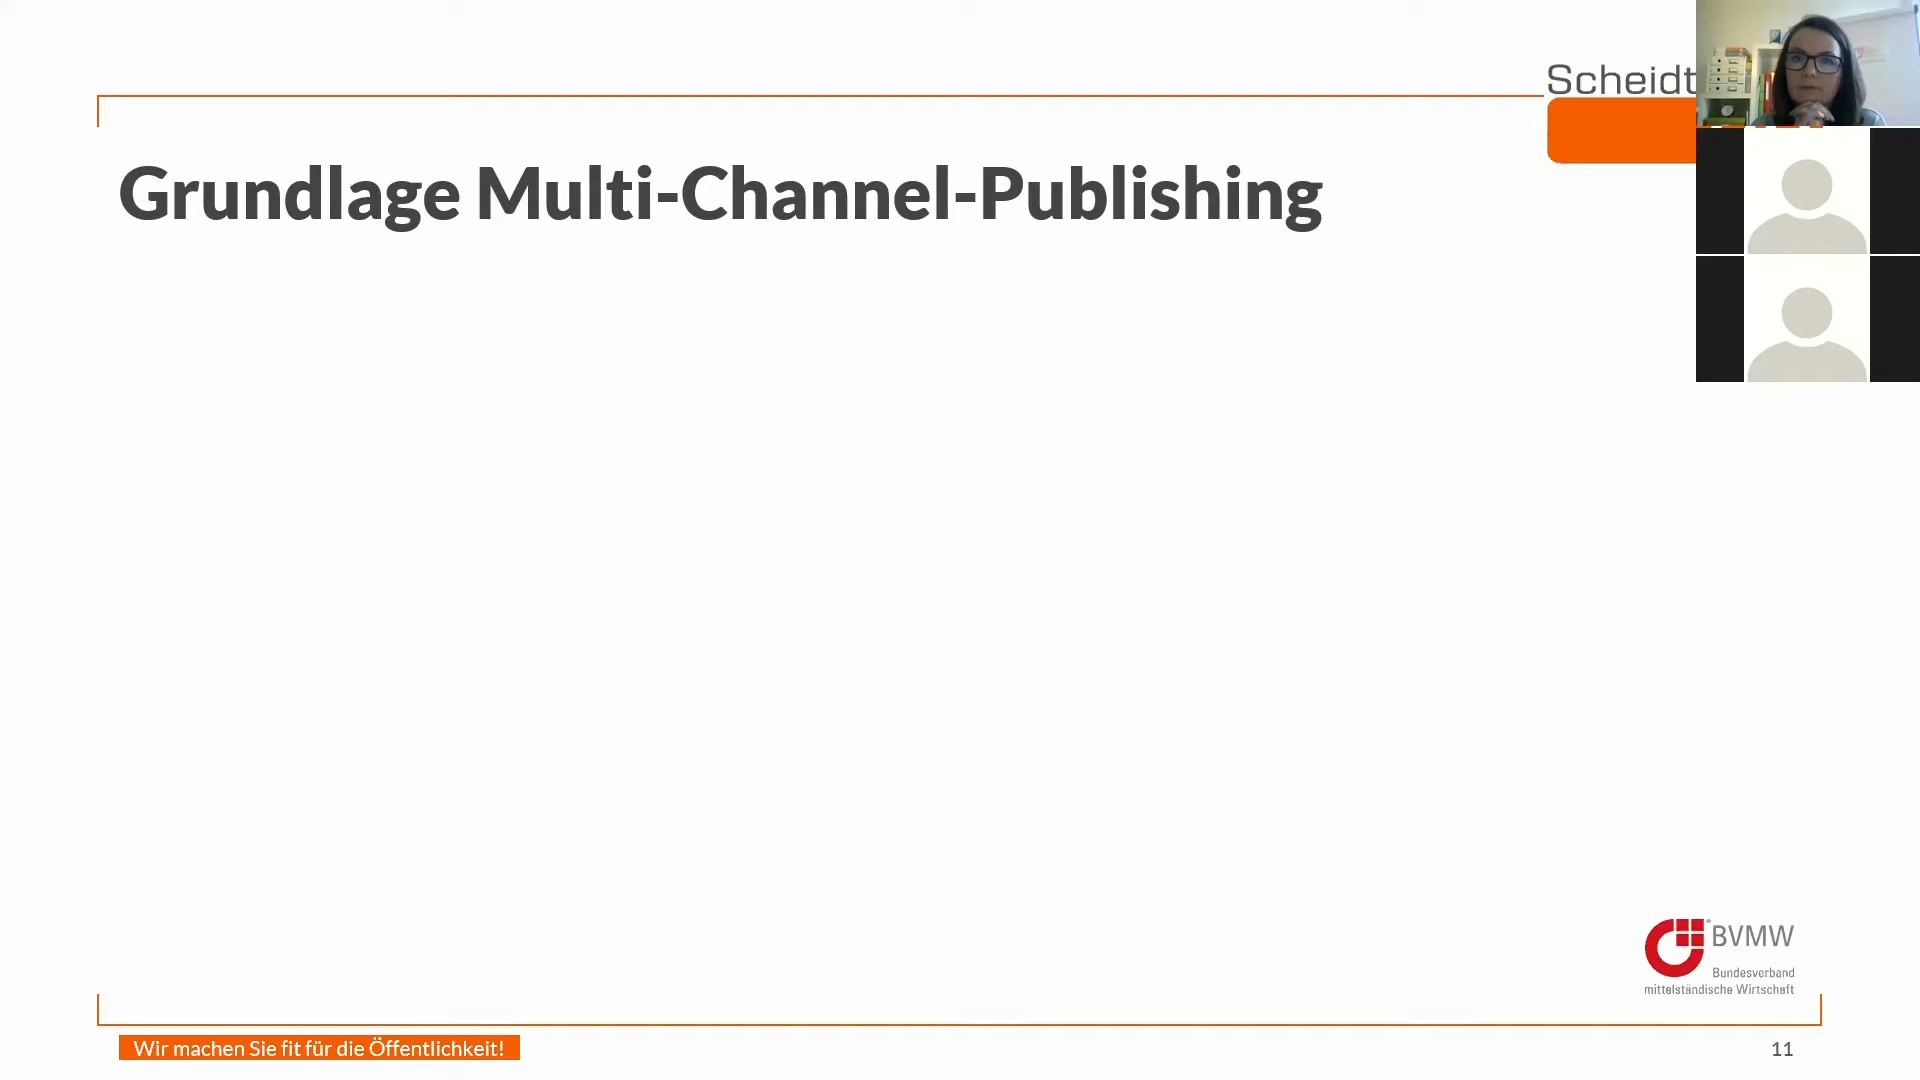 Scheidt
Grundlage Multi-Channel-Publishing
BVMW
Bundesverband
mittelständische Wirtschaft
Wir machen Sie fit für die Öffentlichkeit!
11